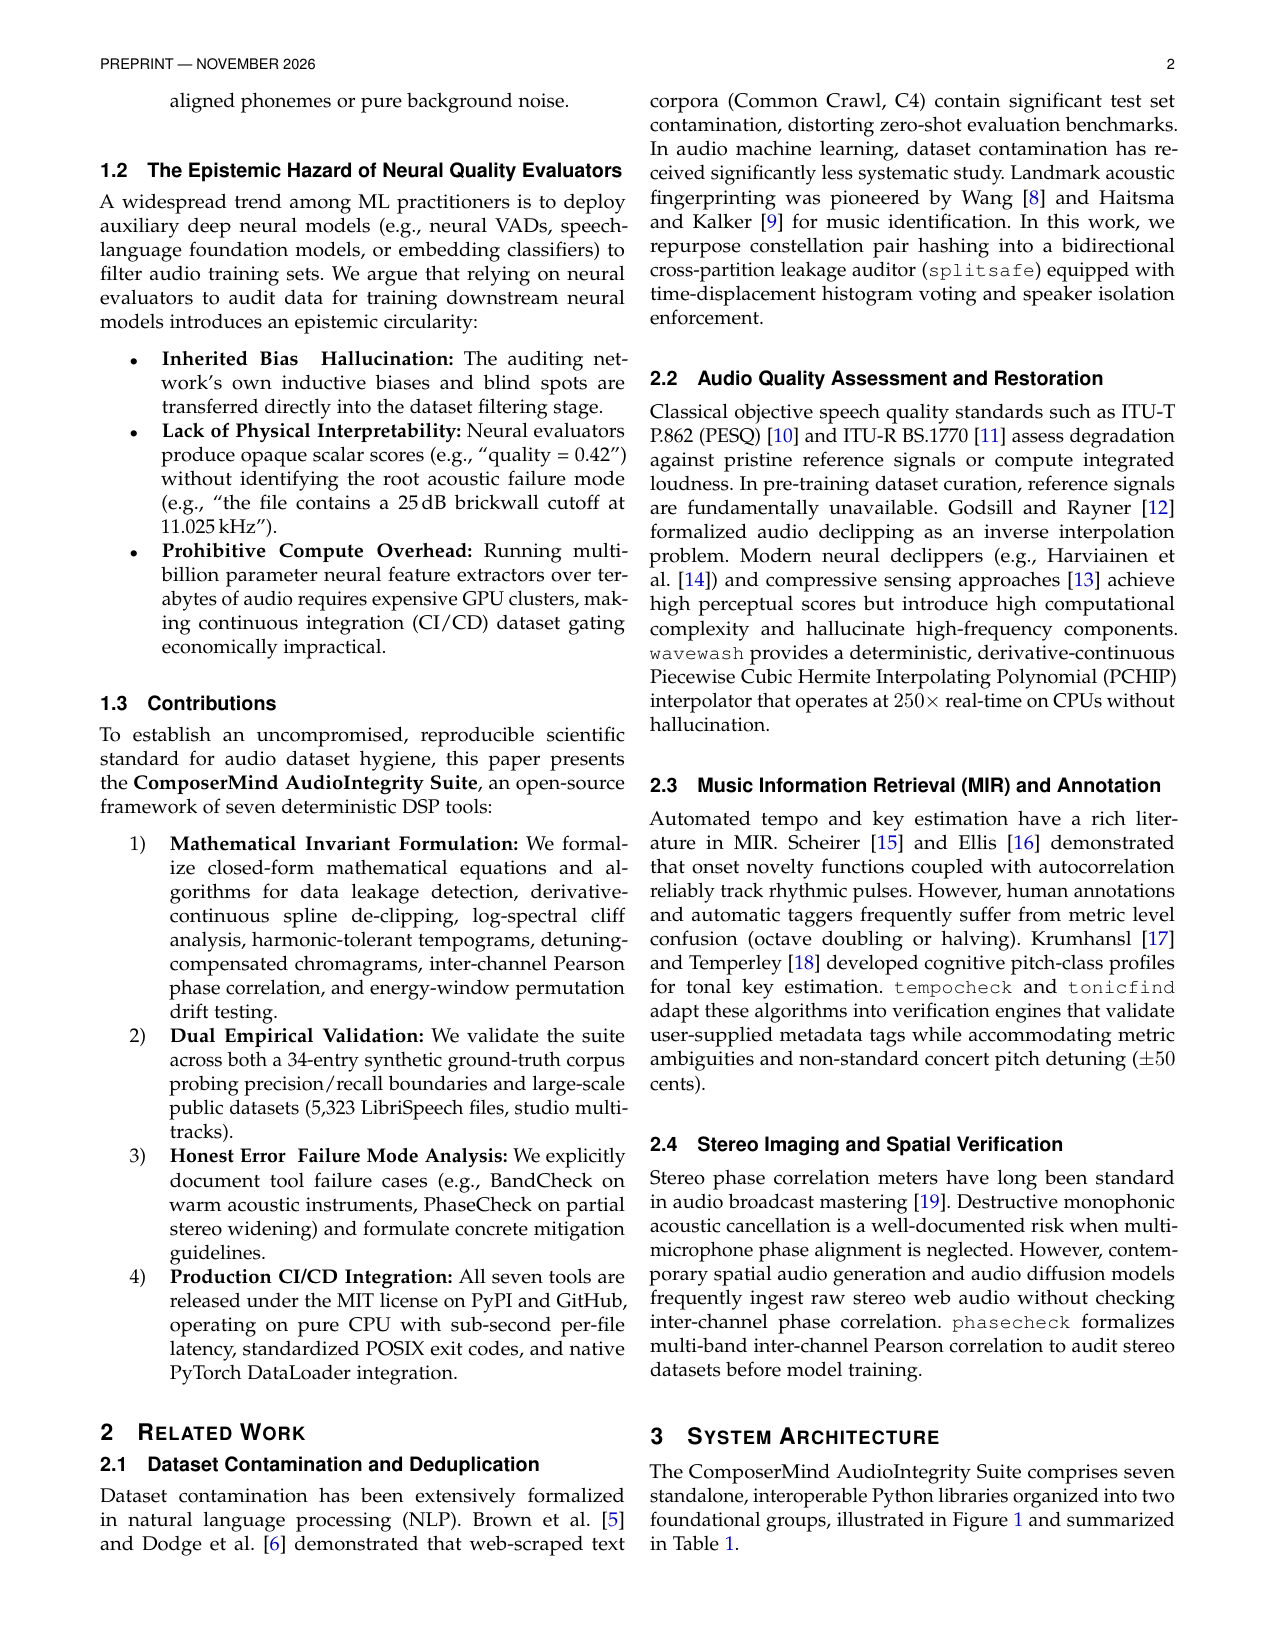 PREPRINT — NOVEMBER 2026
2
aligned phonemes or pure background noise.
1.2 The Epistemic Hazard of Neural Quality Evaluators
A widespread trend among ML practitioners is to deploy
auxiliary deep neural models (e.g., neural VADs, speech-
language foundation models, or embedding classifiers) to
filter audio training sets. We argue that relying on neural
evaluators to audit data for training downstream neural
models introduces an epistemic circularity:
• Inherited Bias Hallucination: The auditing net-
work's own inductive biases and blind spots are
transferred directly into the dataset filtering stage.
• Lack of Physical Interpretability: Neural evaluators
produce opaque scalar scores (e.g., “quality = 0.42”)
without identifying the root acoustic failure mode
(e.g., “the file contains a 25 dB brickwall cutoff at
11.025 kHz”).
• Prohibitive Compute Overhead: Running multi-
billion parameter neural feature extractors over ter-
abytes of audio requires expensive GPU clusters, mak-
ing continuous integration (CI/CD) dataset gating
economically impractical.
1.3 Contributions
To establish an uncompromised, reproducible scientific
standard for audio dataset hygiene, this paper presents
the ComposerMind AudioIntegrity Suite, an open-source
framework of seven deterministic DSP tools:
1) Mathematical Invariant Formulation: We formal-
ize closed-form mathematical equations and al-
gorithms for data leakage detection, derivative-
continuous spline de-clipping, log-spectral cliff
analysis, harmonic-tolerant tempograms, detuning-
compensated chromagrams, inter-channel Pearson
phase correlation, and energy-window permutation
drift testing.
2) Dual Empirical Validation: We validate the suite
across both a 34-entry synthetic ground-truth corpus
probing precision/recall boundaries and large-scale
public datasets (5,323 LibriSpeech files, studio multi-
tracks).
3) Honest Error Failure Mode Analysis: We explicitly
document tool failure cases (e.g., BandCheck on
warm acoustic instruments, PhaseCheck on partial
stereo widening) and formulate concrete mitigation
guidelines.
4) Production CI/CD Integration: All seven tools are
released under the MIT license on PyPI and GitHub,
operating on pure CPU with sub-second per-file
latency, standardized POSIX exit codes, and native
PyTorch DataLoader integration.
2 RELATED WORK
2.1 Dataset Contamination and Deduplication
Dataset contamination has been extensively formalized
in natural language processing (NLP). Brown et al. [5]
and Dodge et al. [6] demonstrated that web-scraped text
corpora (Common Crawl, C4) contain significant test set
contamination, distorting zero-shot evaluation benchmarks.
In audio machine learning, dataset contamination has re-
ceived significantly less systematic study. Landmark acoustic
fingerprinting was pioneered by Wang [8] and Haitsma
and Kalker [9] for music identification. In this work, we
repurpose constellation pair hashing into a bidirectional
cross-partition leakage auditor (splitsafe) equipped with
time-displacement histogram voting and speaker isolation
enforcement.
2.2 Audio Quality Assessment and Restoration
Classical objective speech quality standards such as ITU-T
P.862 (PESQ) [10] and ITU-R BS.1770 [11] assess degradation
against pristine reference signals or compute integrated
loudness. In pre-training dataset curation, reference signals
are fundamentally unavailable. Godsill and Rayner [12]
formalized audio declipping as an inverse interpolation
problem. Modern neural declippers (e.g., Harviainen et
al. [14]) and compressive sensing approaches [13] achieve
high perceptual scores but introduce high computational
complexity and hallucinate high-frequency components.
wavewash provides a deterministic, derivative-continuous
Piecewise Cubic Hermite Interpolating Polynomial (PCHIP)
interpolator that operates at 250× real-time on CPUs without
hallucination.
2.3 Music Information Retrieval (MIR) and Annotation
Automated tempo and key estimation have a rich liter-
ature in MIR. Scheirer [15] and Ellis [16] demonstrated
that onset novelty functions coupled with autocorrelation
reliably track rhythmic pulses. However, human annotations
and automatic taggers frequently suffer from metric level
confusion (octave doubling or halving). Krumhansl [17]
and Temperley [18] developed cognitive pitch-class profiles
for tonal key estimation. tempocheck and tonicfind
adapt these algorithms into verification engines that validate
user-supplied metadata tags while accommodating metric
ambiguities and non-standard concert pitch detuning (±50
cents).
2.4 Stereo Imaging and Spatial Verification
Stereo phase correlation meters have long been standard
in audio broadcast mastering [19]. Destructive monophonic
acoustic cancellation is a well-documented risk when multi-
microphone phase alignment is neglected. However, contem-
porary spatial audio generation and audio diffusion models
frequently ingest raw stereo web audio without checking
inter-channel phase correlation. phasecheck formalizes
multi-band inter-channel Pearson correlation to audit stereo
datasets before model training.
3 SYSTEM ARCHITECTURE
The ComposerMind AudioIntegrity Suite comprises seven
standalone, interoperable Python libraries organized into two
foundational groups, illustrated in Figure 1 and summarized
in Table 1.